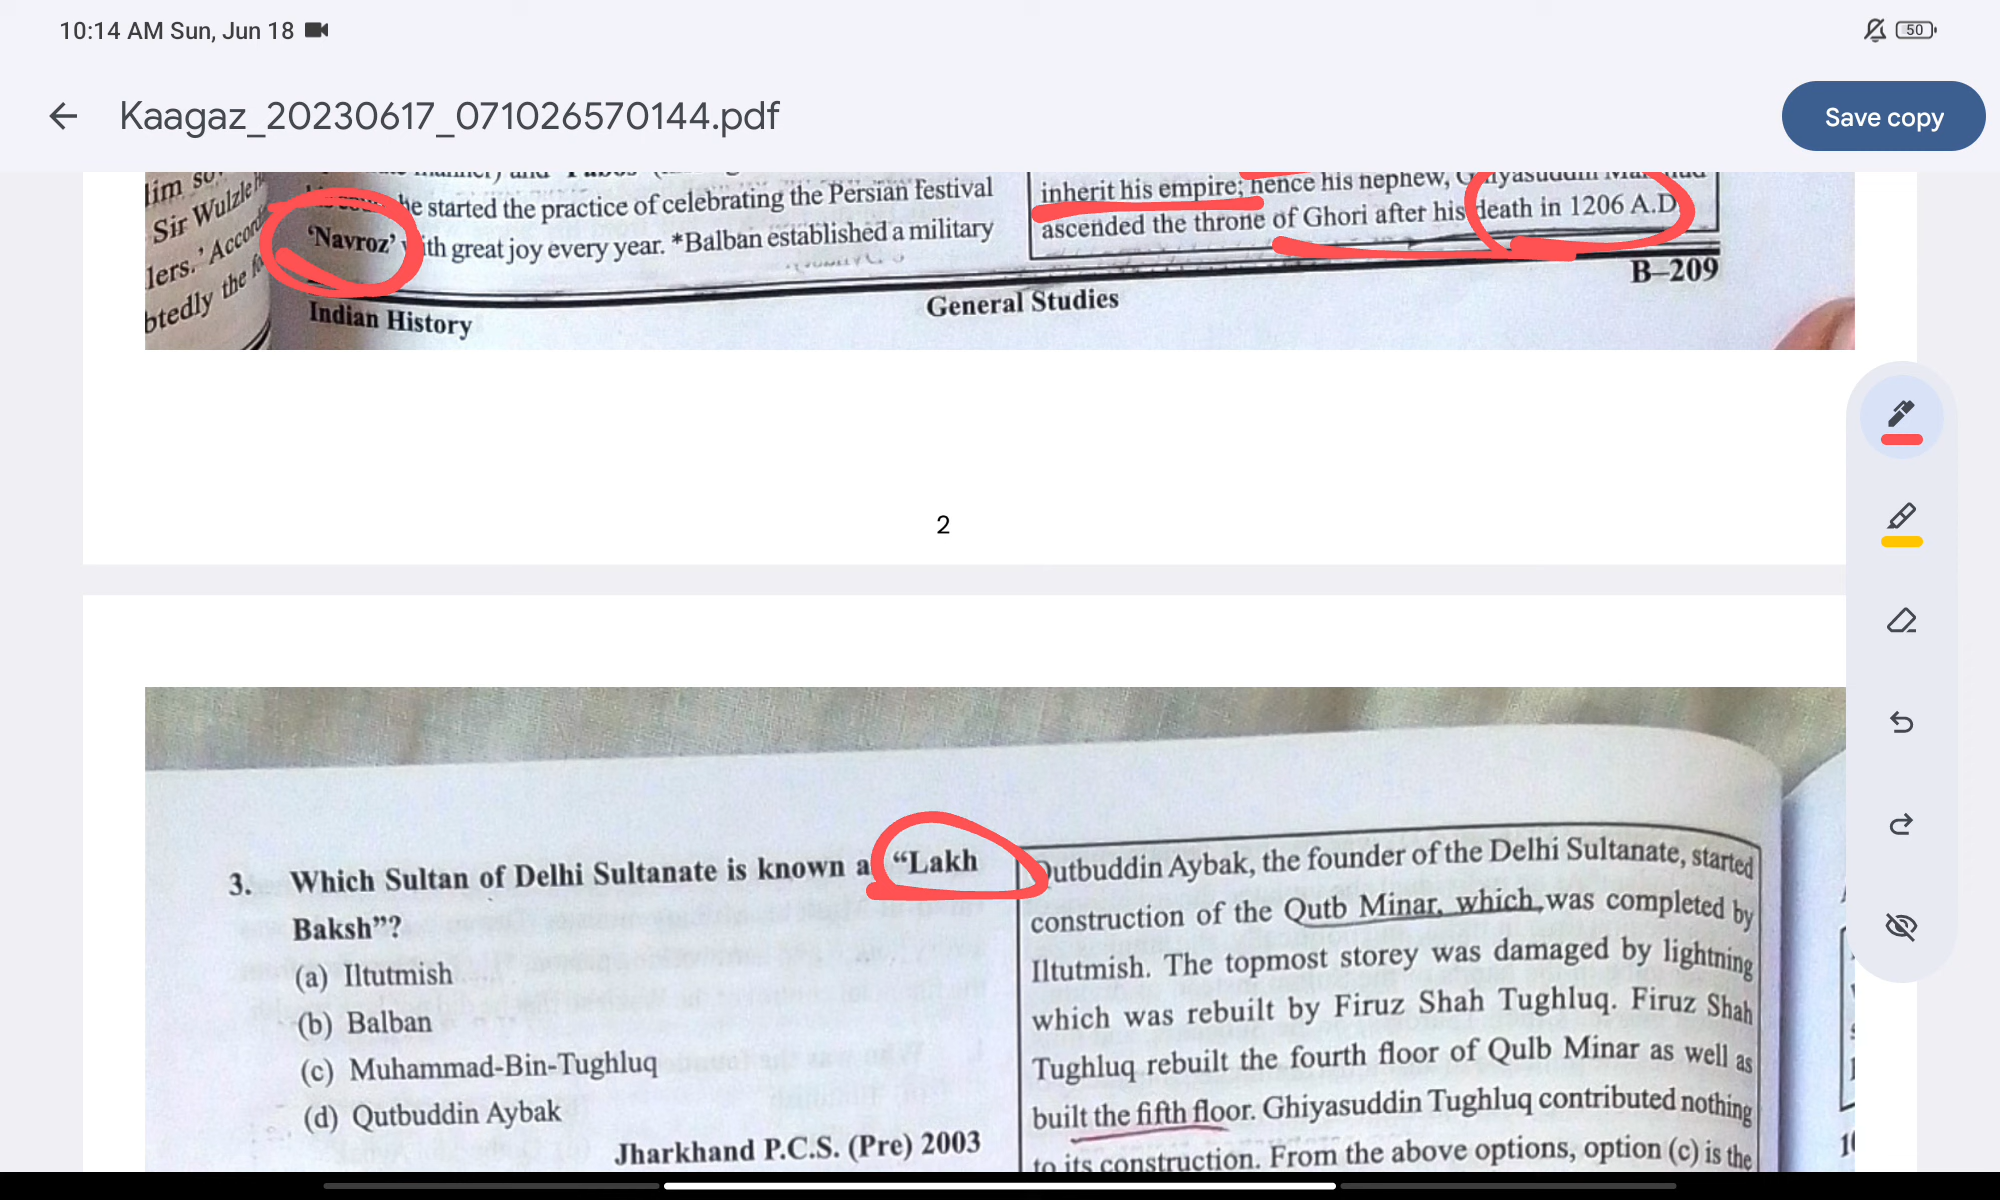 10:14 AM Sun, Jun 18
50
Kaagaz_20230617_071026570144.pdf
Save copy
lim
Sir Wulzle
lers.' Accord
btedly the
he started the practice of celebrating the Persian festival
'Navroz' with great joy every year. *Balban established a military
inherit his empire; hence his nephew,
ascended the throne of Ghori after his death in 1206 A.D
B–209
General Studies
Indian History
2
3. Which Sultan of Delhi Sultanate is known a "Lakh
Baksh"?
(a) Iltutmish
(b) Balban
(c) Muhammad-Bin-Tughluq
(d) Qutbuddin Aybak
Jharkhand P.C.S. (Pre) 2003
Qutbuddin Aybak, the founder of the Delhi Sultanate, started
construction of the Qutb Minar, which was completed by
Iltutmish. The topmost storey was damaged by lightning
which was rebuilt by Firuz Shah Tughluq. Firuz Shah
Tughluq rebuilt the fourth floor of Qulb Minar as well as
built the fifth floor. Ghiyasuddin Tughluq contributed nothing
to its construction. From the above options, option (c) is the